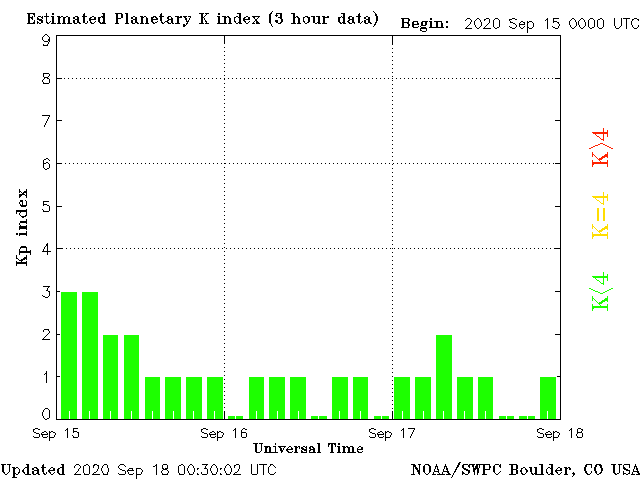 Estimated Planetary K index (3 hour data)
Begin: 2020 Sep 15 0000 UTC
9
8
7
6
5
4
3
2
1
0
Kp index
K>4
K=4
K<4
Sep 15 Sep 16 Sep 17 Sep 18
Universal Time
Updated 2020 Sep 18 00:30:02 UTC
NOAA/SWPC Boulder, CO USA